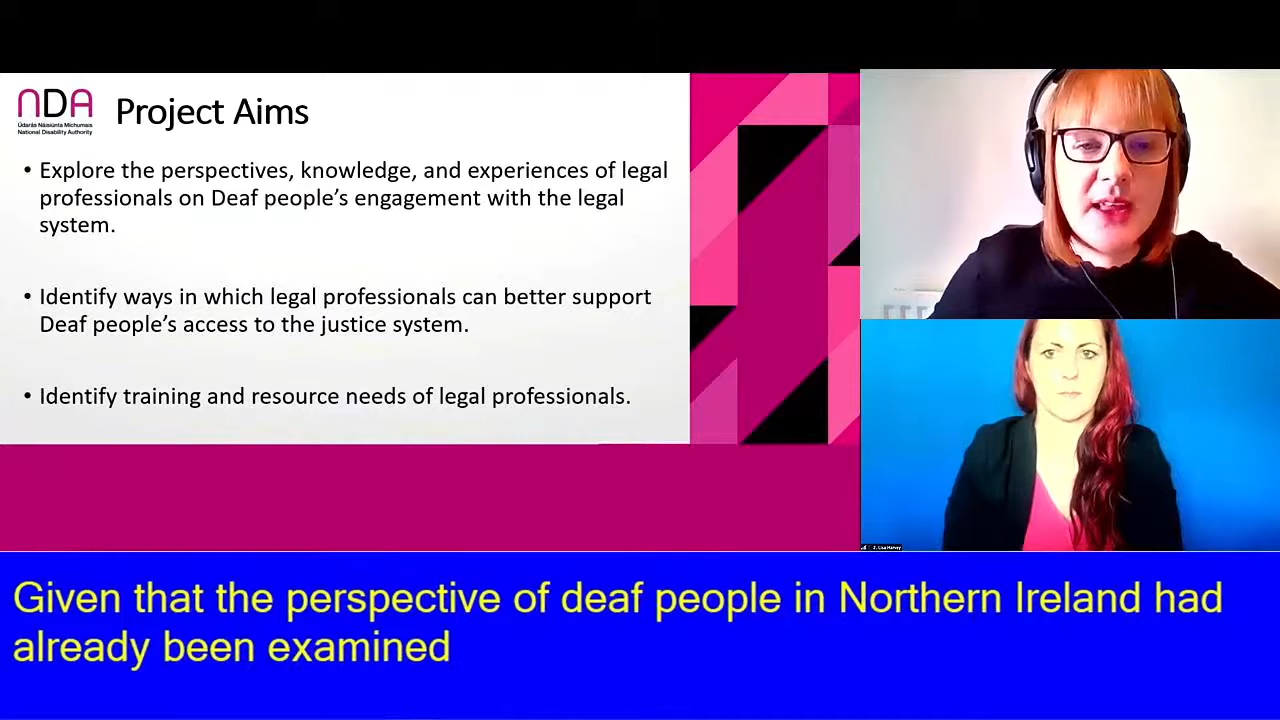 NDA
Údarás Náisiúnta Míchumais
National Disability Authority
Project Aims
• Explore the perspectives, knowledge, and experiences of legal
professionals on Deaf people’s engagement with the legal
system.
• Identify ways in which legal professionals can better support
Deaf people’s access to the justice system.
• Identify training and resource needs of legal professionals.
2. Lisa Harvey
Given that the perspective of deaf people in Northern Ireland had
already been examined